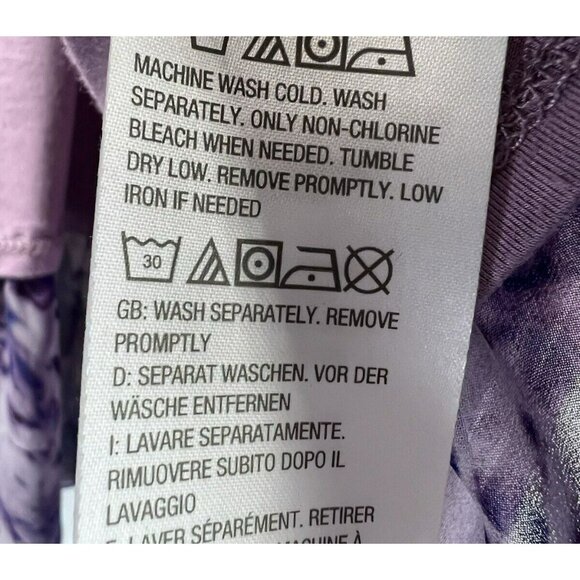 MACHINE WASH COLD. WASH
SEPARATELY. ONLY NON-CHLORINE
BLEACH WHEN NEEDED. TUMBLE
DRY LOW. REMOVE PROMPTLY. LOW
IRON IF NEEDED
30
GB: WASH SEPARATELY. REMOVE
PROMPTLY
D: SEPARAT WASCHEN. VOR DER
WÄSCHE ENTFERNEN
I: LAVARE SEPARATAMENTE.
RIMUOVERE SUBITO DOPO IL
LAVAGGIO
F: LAVER SÉPARÉMENT. RETIRER
MACHINE À